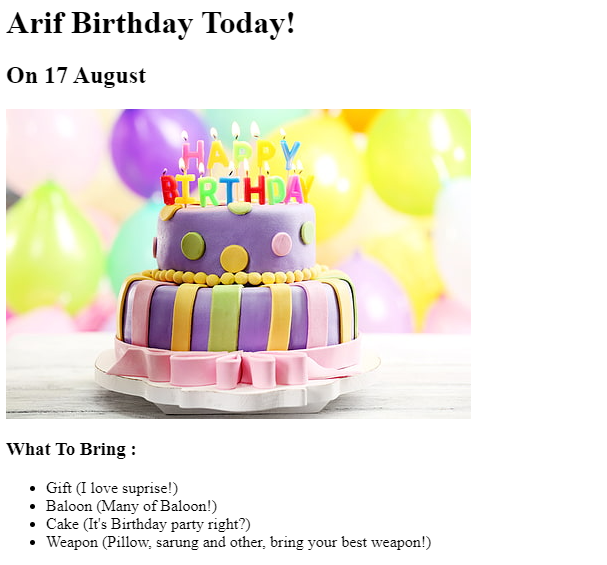 Arif Birthday Today!
On 17 August
HAPPY
BIRTHDAY
What To Bring :
Gift (I love suprise!)
Baloon (Many of Baloon!)
Cake (It's Birthday party right?)
Weapon (Pillow, sarung and other, bring your best weapon!)